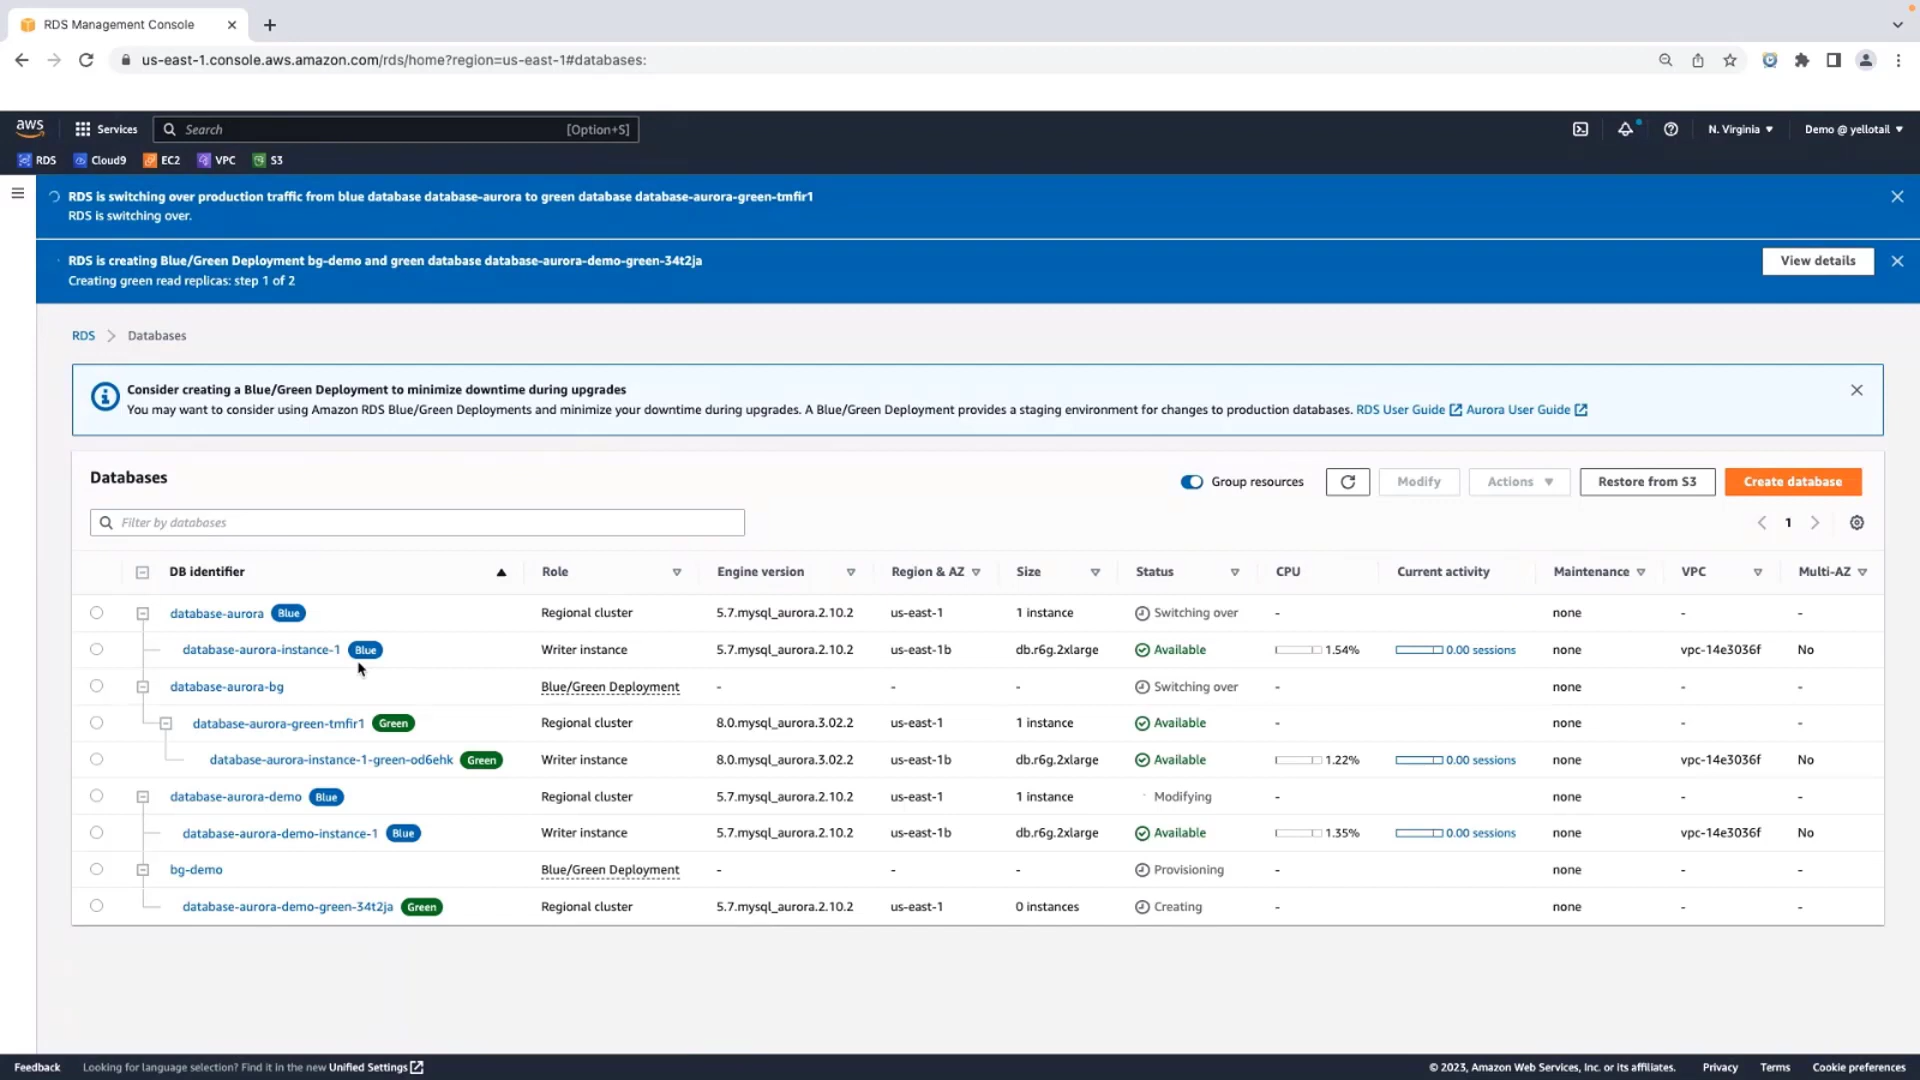 RDS Management Console
us-east-1.console.aws.amazon.com/rds/home?region=us-east-1#databases:
aws Services Search [Option+S] N. Virginia Demo @ yellotail
RDS Cloud9 EC2 VPC S3
RDS is switching over production traffic from blue database database-aurora to green database database-aurora-green-tmfir1
RDS is switching over.
RDS is creating Blue/Green Deployment bg-demo and green database database-aurora-demo-green-34t2ja View details
Creating green read replicas: step 1 of 2
RDS Databases
Consider creating a Blue/Green Deployment to minimize downtime during upgrades
You may want to consider using Amazon RDS Blue/Green Deployments and minimize your downtime during upgrades. A Blue/Green Deployment provides a staging environment for changes to production databases. RDS User Guide Aurora User Guide
Databases Group resources Modify Actions Restore from S3 Create database
Filter by databases 1
DB identifier Role Engine version Region & AZ Size Status CPU Current activity Maintenance VPC Multi-AZ
database-aurora Blue Regional cluster 5.7.mysql_aurora.2.10.2 us-east-1 1 instance Switching over - none - -
database-aurora-instance-1 Blue Writer instance 5.7.mysql_aurora.2.10.2 us-east-1b db.r6g.2xlarge Available 1.54% 0.00 sessions none vpc-14e3036f No
database-aurora-bg Blue/Green Deployment - - - Switching over - none - -
database-aurora-green-tmfir1 Green Regional cluster 8.0.mysql_aurora.3.02.2 us-east-1 1 instance Available - none - -
database-aurora-instance-1-green-od6ehk Green Writer instance 8.0.mysql_aurora.3.02.2 us-east-1b db.r6g.2xlarge Available 1.22% 0.00 sessions none vpc-14e3036f No
database-aurora-demo Blue Regional cluster 5.7.mysql_aurora.2.10.2 us-east-1 1 instance Modifying - none - -
database-aurora-demo-instance-1 Blue Writer instance 5.7.mysql_aurora.2.10.2 us-east-1b db.r6g.2xlarge Available 1.35% 0.00 sessions none vpc-14e3036f No
bg-demo Blue/Green Deployment - - - Provisioning - none - -
database-aurora-demo-green-34t2ja Green Regional cluster 5.7.mysql_aurora.2.10.2 us-east-1 0 instances Creating - none - -
Feedback Looking for language selection? Find it in the new Unified Settings © 2023, Amazon Web Services, Inc. or its affiliates. Privacy Terms Cookie preferences